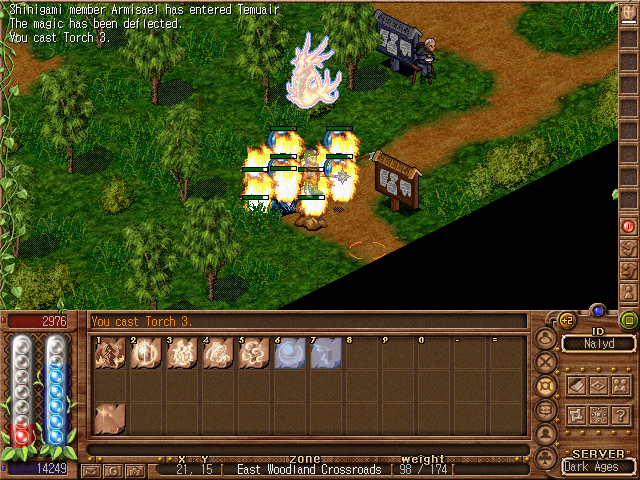 Shinigami member Armisael has entered Temuair
The magic has been deflected.
You cast Torch 3.
2976
You cast Torch 3.
+2
ID
Nalyd
1 2 3 4 5 6 7 8 9 0 - =
14249
X Y ZONE weight
21, 15 [ East Woodland Crossroads [ 98 / 174[
G
?
SERVER
Dark Ages